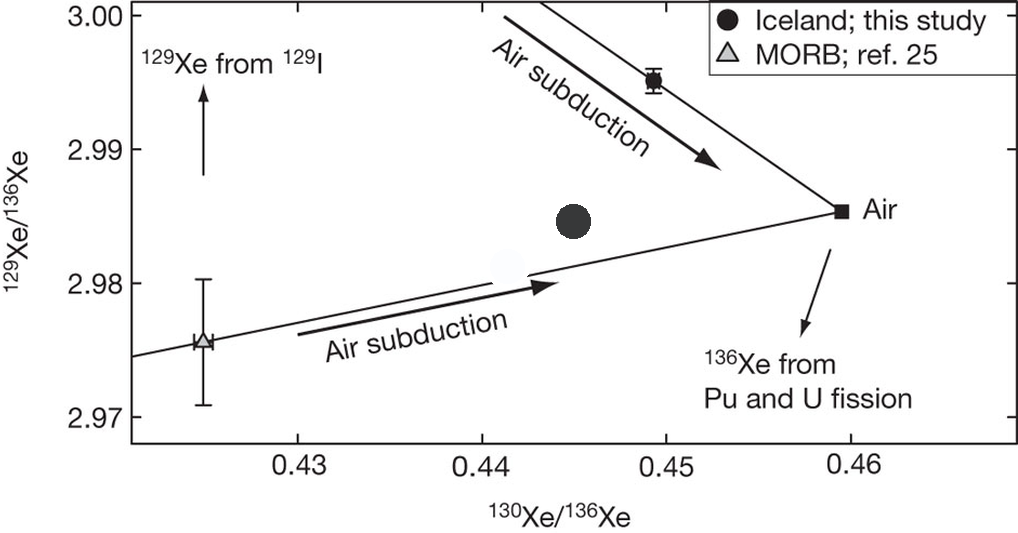 3.00
2.99
2.98
2.97
¹²⁹Xe/¹³⁶Xe
¹²⁹Xe from ¹²⁹I
Air subduction
Iceland; this study
MORB; ref. 25
Air
Air subduction
¹³⁶Xe from
Pu and U fission
0.43
0.44
0.45
0.46
¹³⁰Xe/¹³⁶Xe